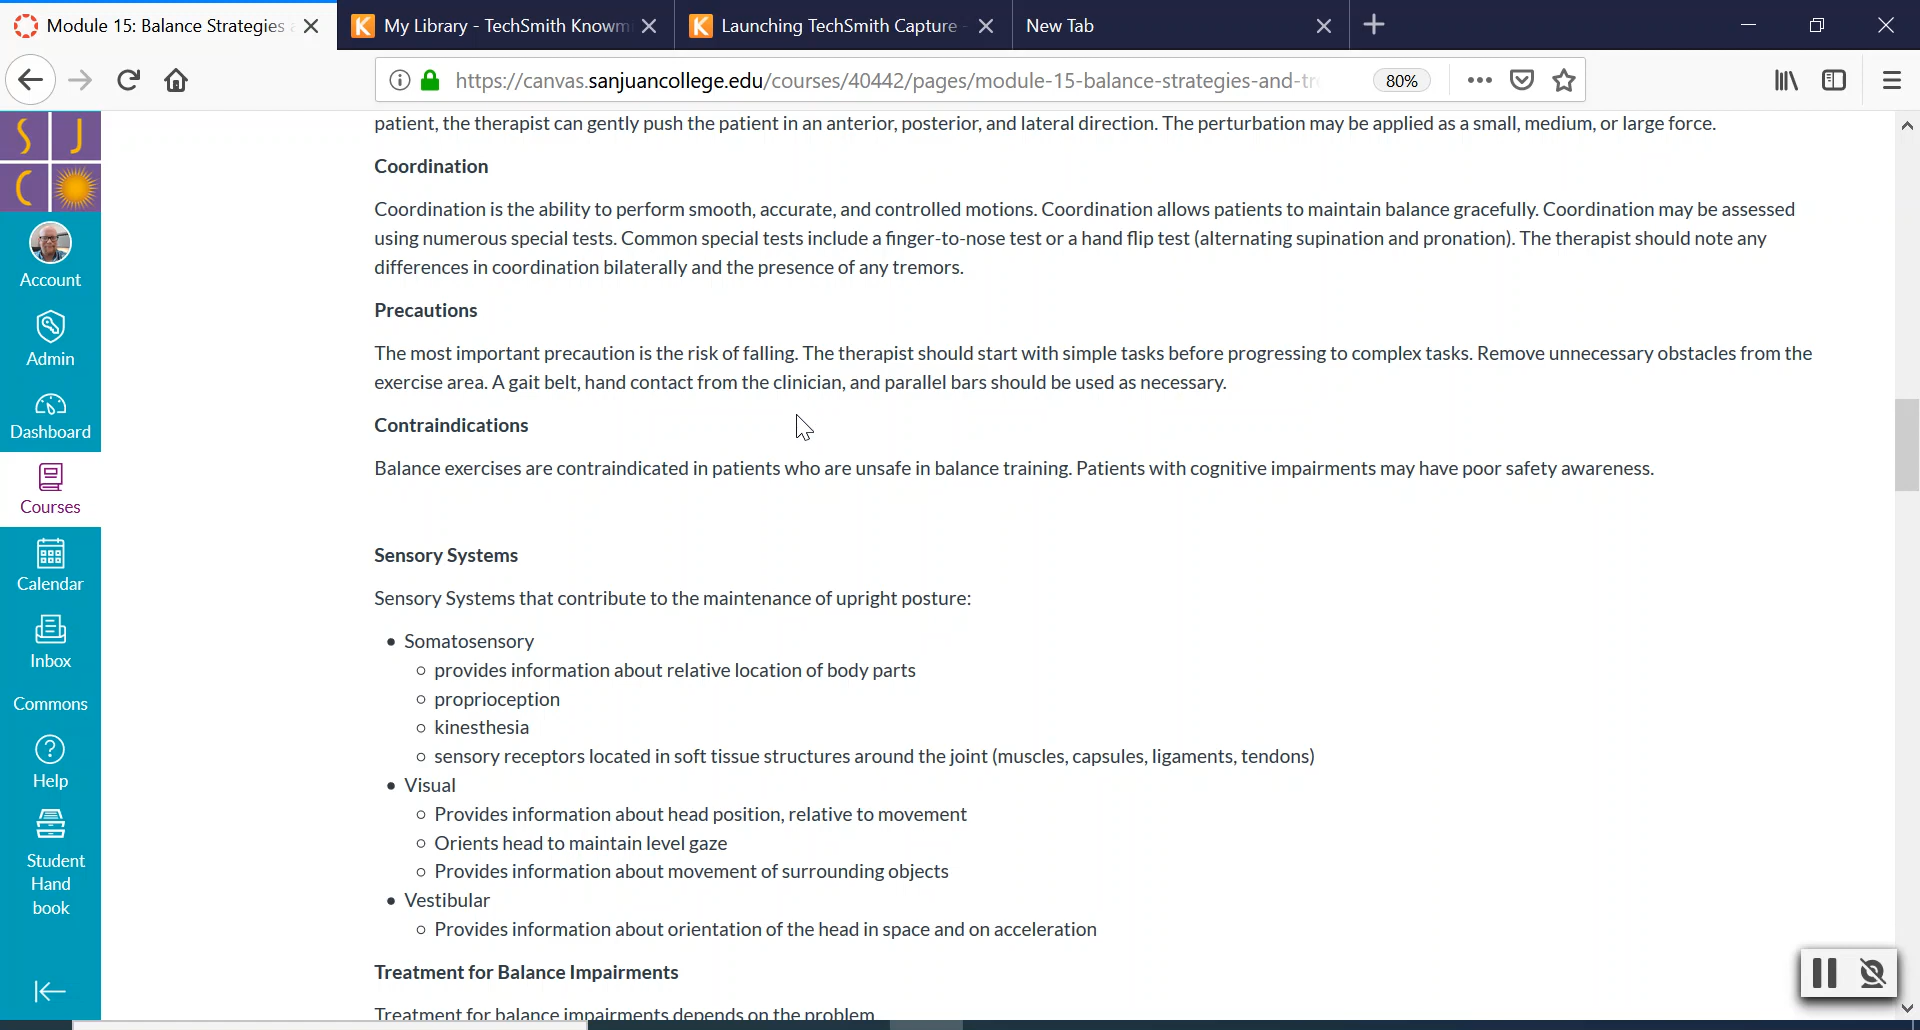 Module 15: Balance Strategies a
My Library - TechSmith Knowm
Launching TechSmith Capture -
New Tab
https://canvas.sanjuancollege.edu/courses/40442/pages/module-15-balance-strategies-and-tre
80%
S J
C
Account
Admin
Dashboard
Courses
Calendar
Inbox
Commons
Help
Student
Hand
book
patient, the therapist can gently push the patient in an anterior, posterior, and lateral direction. The perturbation may be applied as a small, medium, or large force.
Coordination
Coordination is the ability to perform smooth, accurate, and controlled motions. Coordination allows patients to maintain balance gracefully. Coordination may be assessed
using numerous special tests. Common special tests include a finger-to-nose test or a hand flip test (alternating supination and pronation). The therapist should note any
differences in coordination bilaterally and the presence of any tremors.
Precautions
The most important precaution is the risk of falling. The therapist should start with simple tasks before progressing to complex tasks. Remove unnecessary obstacles from the
exercise area. A gait belt, hand contact from the clinician, and parallel bars should be used as necessary.
Contraindications
Balance exercises are contraindicated in patients who are unsafe in balance training. Patients with cognitive impairments may have poor safety awareness.
Sensory Systems
Sensory Systems that contribute to the maintenance of upright posture:
Somatosensory
provides information about relative location of body parts
proprioception
kinesthesia
sensory receptors located in soft tissue structures around the joint (muscles, capsules, ligaments, tendons)
Visual
Provides information about head position, relative to movement
Orients head to maintain level gaze
Provides information about movement of surrounding objects
Vestibular
Provides information about orientation of the head in space and on acceleration
Treatment for Balance Impairments
Treatment for balance impairments depends on the problem